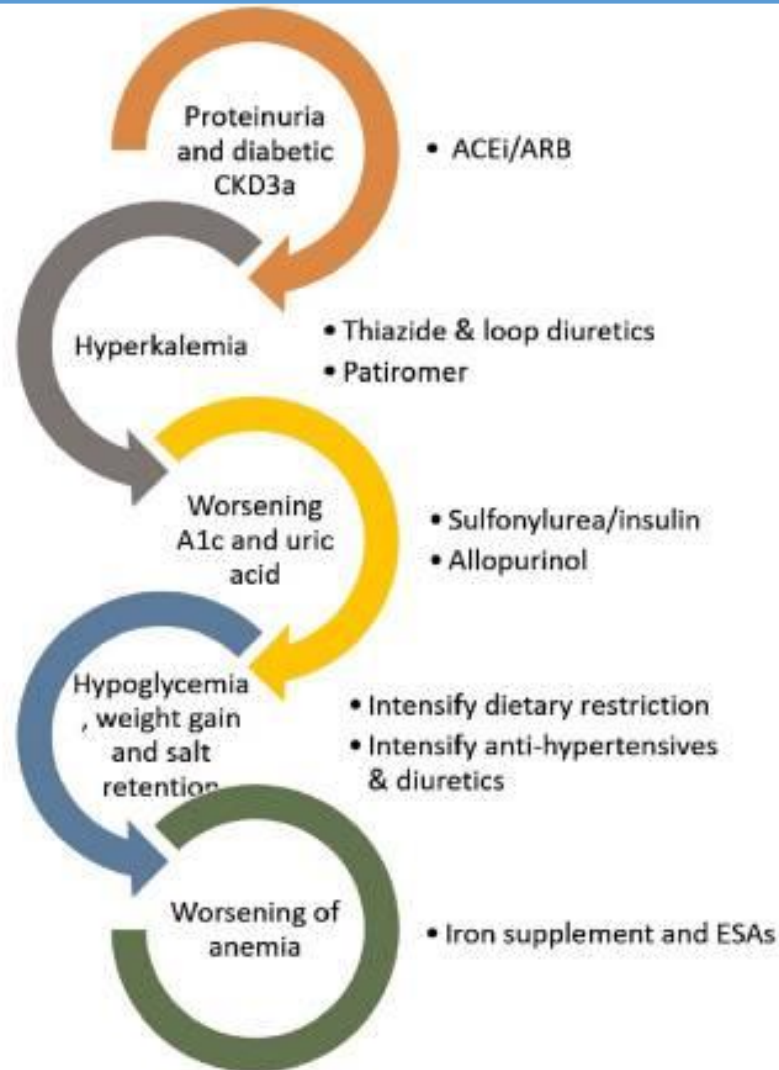 Proteinuria
and diabetic
CKD3a
• ACEi/ARB
Hyperkalemia
• Thiazide & loop diuretics
• Patiromer
Worsening
A1c and uric
acid
• Sulfonylurea/insulin
• Allopurinol
Hypoglycemia
, weight gain
and salt
retention
• Intensify dietary restriction
• Intensify anti-hypertensives
& diuretics
Worsening of
anemia
• Iron supplement and ESAs